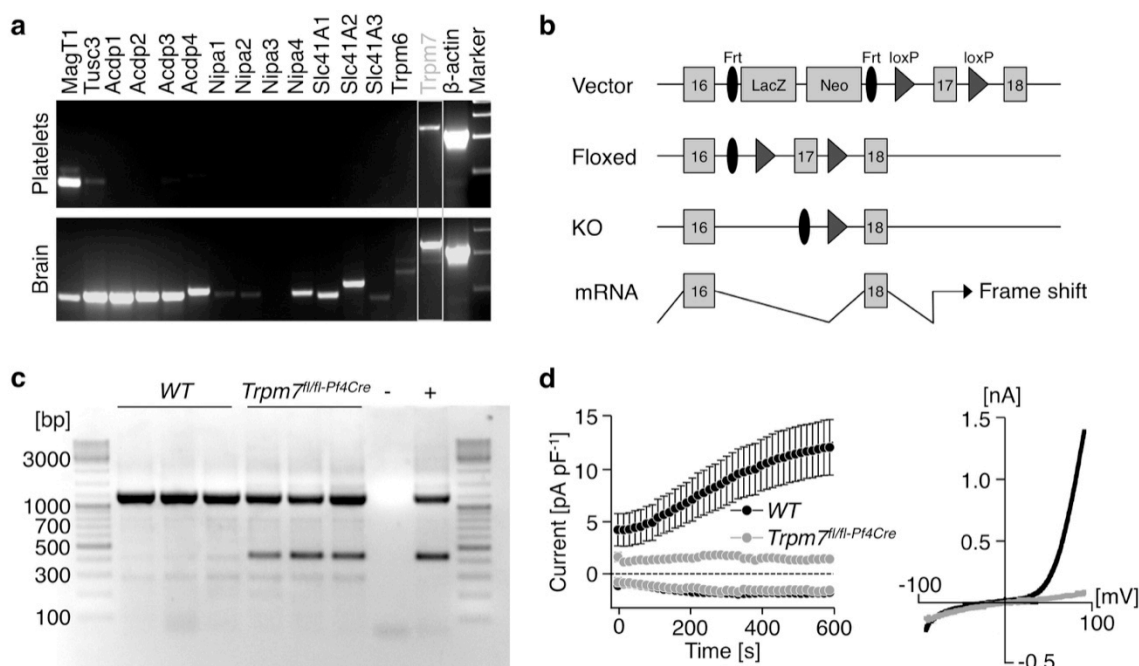 a
MagT1 Tusc3 Acdp1 Acdp2 Acdp3 Acdp4 Nipa1 Nipa2 Nipa3 Nipa4 Slc41A1 Slc41A2 Slc41A3 Trpm6 Trpm7 β-actin Marker
Platelets
Brain
b
Frt Frt loxP loxP
Vector 16 LacZ Neo 17 18
Floxed 16 17 18
KO 16 18
mRNA 16 18 Frame shift
c
WT Trpm7fl/fl-Pf4Cre - +
[bp]
3000
1000
700
500
300
100
d
Current [pA pF-1]
15
10
5
0
WT
Trpm7fl/fl-Pf4Cre
0 200 400 600
Time [s]
[nA]
1.5
1.0
0.5
-100
[mV]
100
-0.5